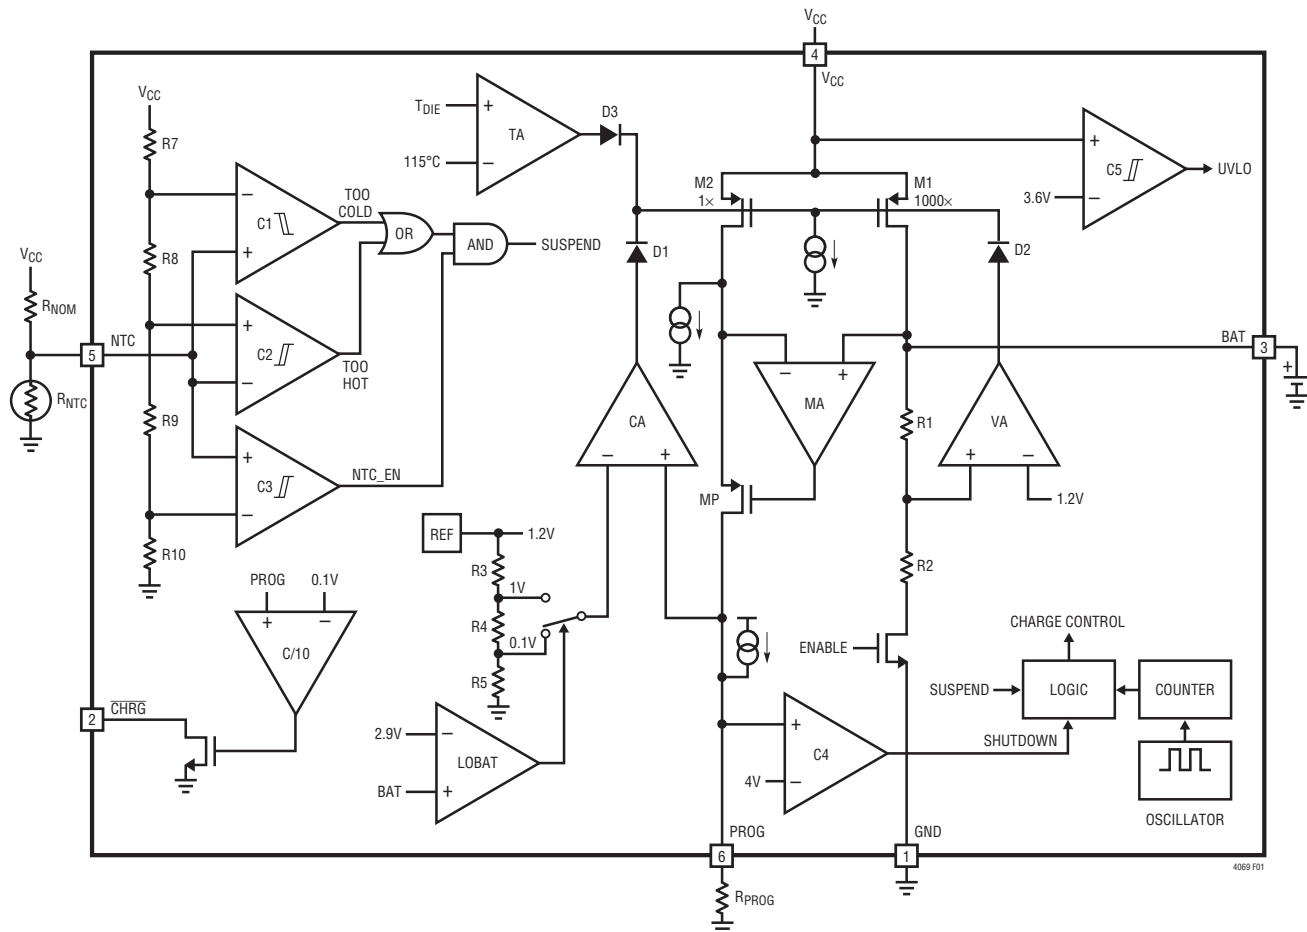 VCC
4
VCC
VCC
R7
TDIE
+
TA
D3
115°C
–
+
C5
UVLO
3.6V
–
M2
1×
M1
1000×
–
C1
TOO
COLD
+
OR
AND
SUSPEND
R8
VCC
RNOM
D1
D2
5
NTC
+
C2
–
TOO
HOT
BAT
3
+
RNTC
R9
–
+
MA
CA
–
+
R1
VA
+
–
1.2V
+
C3
–
NTC_EN
MP
REF
1.2V
R10
R3
1V
R2
PROG
0.1V
+
–
C/10
R4
0.1V
R5
ENABLE
CHARGE CONTROL
SUSPEND
LOGIC
COUNTER
2
CHRG
2.9V
–
LOBAT
BAT
+
+
C4
4V
–
SHUTDOWN
OSCILLATOR
PROG
6
GND
1
RPROG
4069 F01